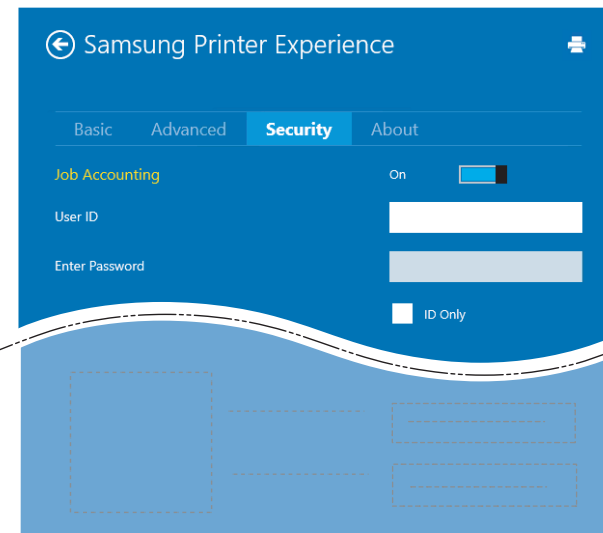 Samsung Printer Experience
Basic Advanced Security About
Job Accounting On
User ID
Enter Password
ID Only